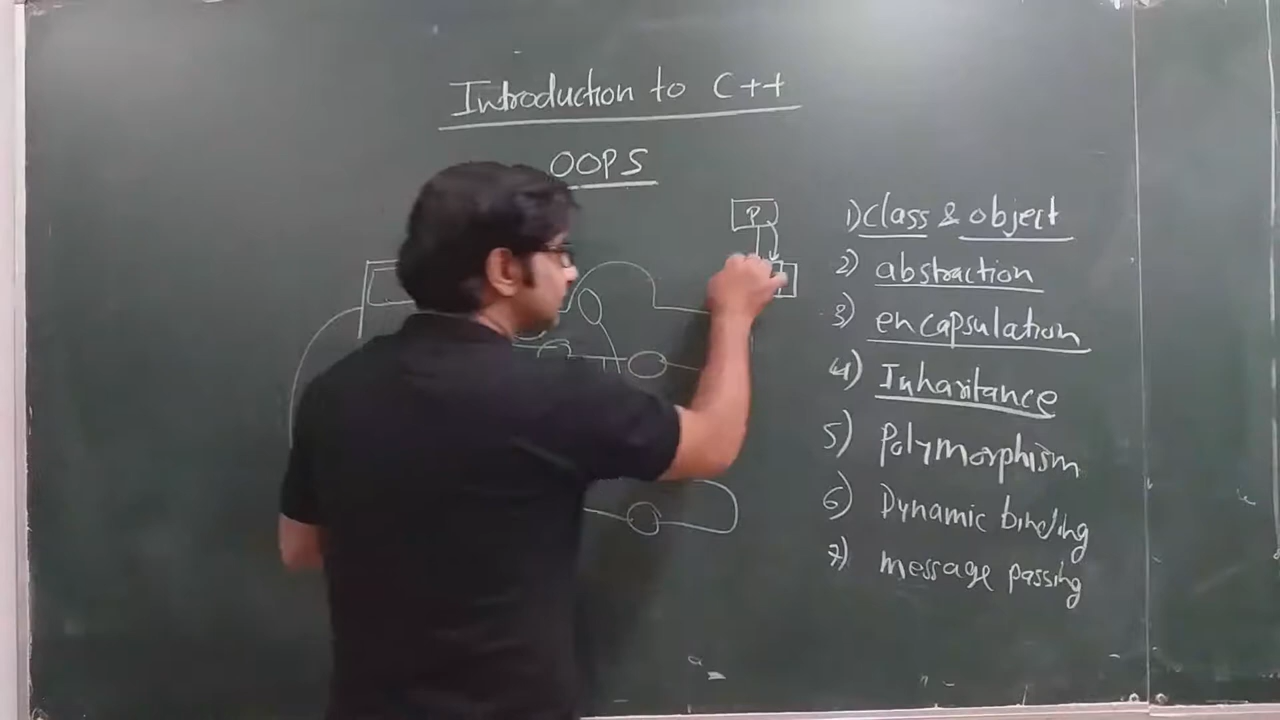 Introduction to C++
OOPS
P
1) Class & object
2) abstraction
3) encapsulation
4) Inharitance
5) Polymorphism
6) Dynamic binding
7) message passing